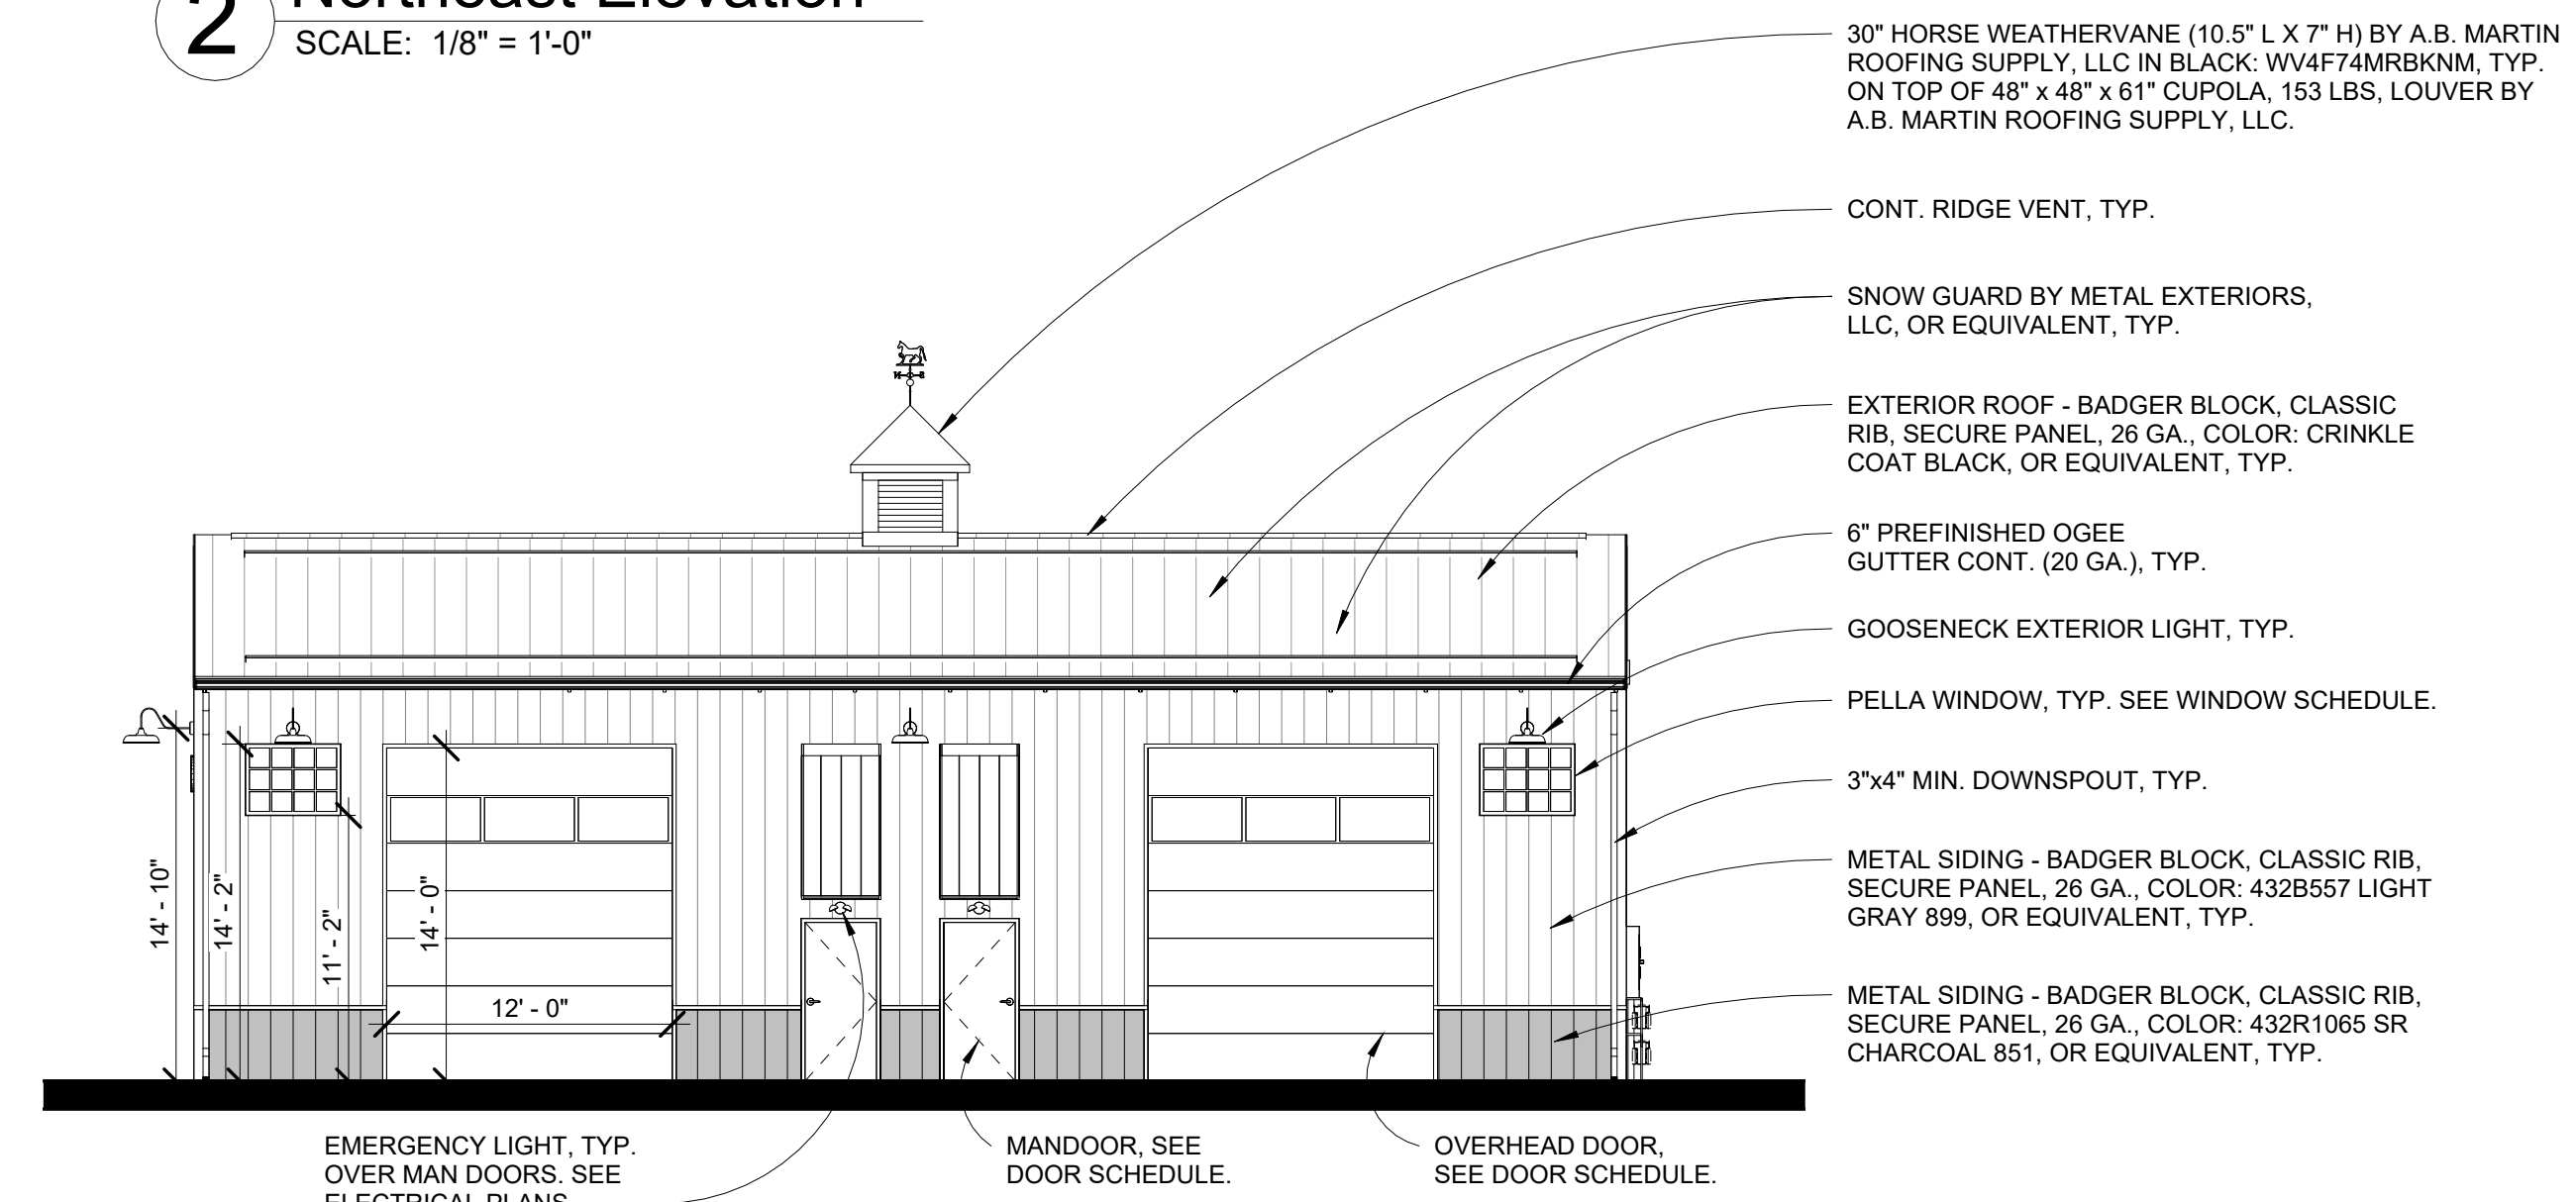 2
Northeast Elevation
SCALE: 1/8" = 1'-0"
30" HORSE WEATHERVANE (10.5" L X 7" H) BY A.B. MARTIN
ROOFING SUPPLY, LLC IN BLACK: WV4F74MRBKNM, TYP.
ON TOP OF 48" x 48" x 61" CUPOLA, 153 LBS, LOUVER BY
A.B. MARTIN ROOFING SUPPLY, LLC.
CONT. RIDGE VENT, TYP.
SNOW GUARD BY METAL EXTERIORS,
LLC, OR EQUIVALENT, TYP.
EXTERIOR ROOF - BADGER BLOCK, CLASSIC
RIB, SECURE PANEL, 26 GA., COLOR: CRINKLE
COAT BLACK, OR EQUIVALENT, TYP.
6" PREFINISHED OGEE
GUTTER CONT. (20 GA.), TYP.
GOOSENECK EXTERIOR LIGHT, TYP.
PELLA WINDOW, TYP. SEE WINDOW SCHEDULE.
3"x4" MIN. DOWNSPOUT, TYP.
METAL SIDING - BADGER BLOCK, CLASSIC RIB,
SECURE PANEL, 26 GA., COLOR: 432B557 LIGHT
GRAY 899, OR EQUIVALENT, TYP.
METAL SIDING - BADGER BLOCK, CLASSIC RIB,
SECURE PANEL, 26 GA., COLOR: 432R1065 SR
CHARCOAL 851, OR EQUIVALENT, TYP.
14' - 10"
14' - 2"
11' - 2"
14' - 0"
12' - 0"
EMERGENCY LIGHT, TYP.
OVER MAN DOORS. SEE
ELECTRICAL PLANS
MANDOOR, SEE
DOOR SCHEDULE.
OVERHEAD DOOR,
SEE DOOR SCHEDULE.